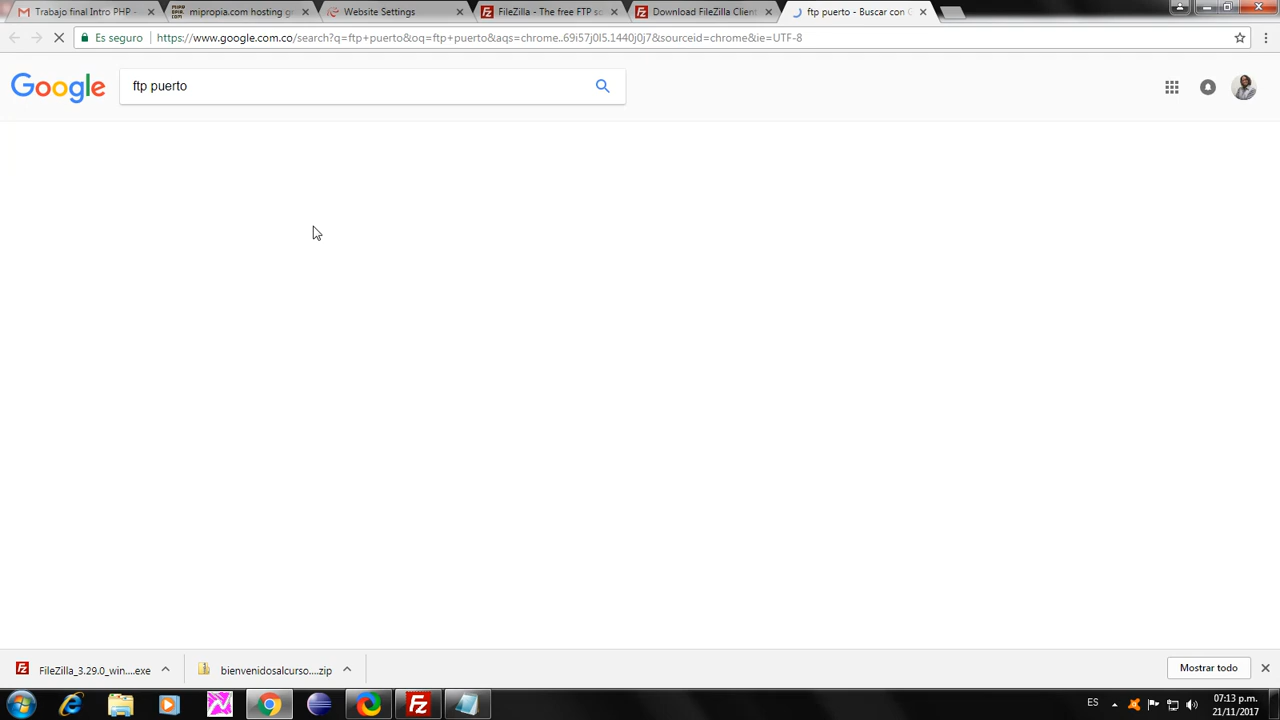 Trabajo final Intro PHP -
mipropia.com hosting gr
Website Settings
FileZilla - The free FTP so
Download FileZilla Client
ftp puerto - Buscar con G
Es seguro
https://www.google.com.co/search?q=ftp+puerto&oq=ftp+puerto&aqs=chrome..69i57j0l5.1440j0j7&sourceid=chrome&ie=UTF-8
Google
ftp puerto
FileZilla_3.29.0_win....exe
bienvenidosalcurso....zip
Mostrar todo
ES
07:13 p.m.
21/11/2017